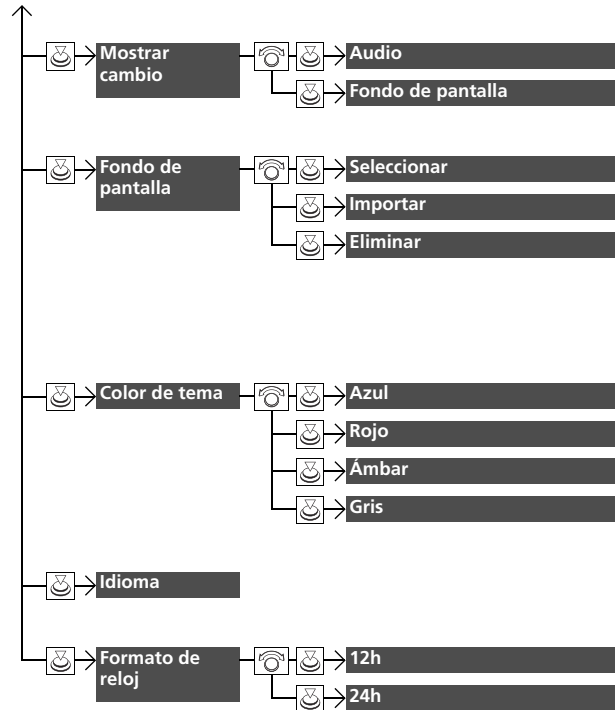 Mostrar
cambio
Audio
Fondo de pantalla
Fondo de
pantalla
Seleccionar
Importar
Eliminar
Color de tema
Azul
Rojo
Ámbar
Gris
Idioma
Formato de
reloj
12h
24h